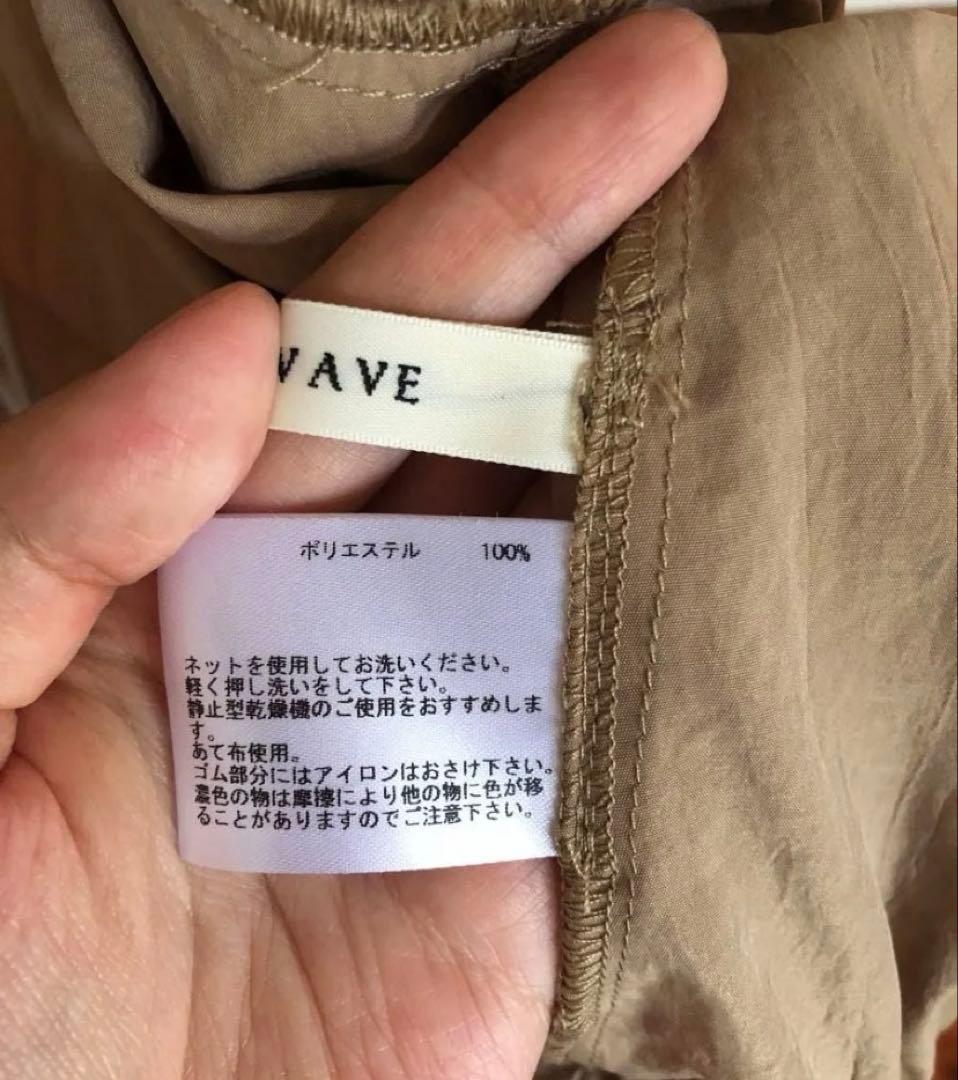 WAVE
ポリエステル 100%
ネットを使用してお洗いください。
軽く押し洗いをして下さい。
静止型乾燥機のご使用をおすすめしま
す。
あて布使用。
ゴム部分にはアイロンはおさけ下さい。
濃色の物は摩擦により他の物に色が移
ることがありますのでご注意下さい。